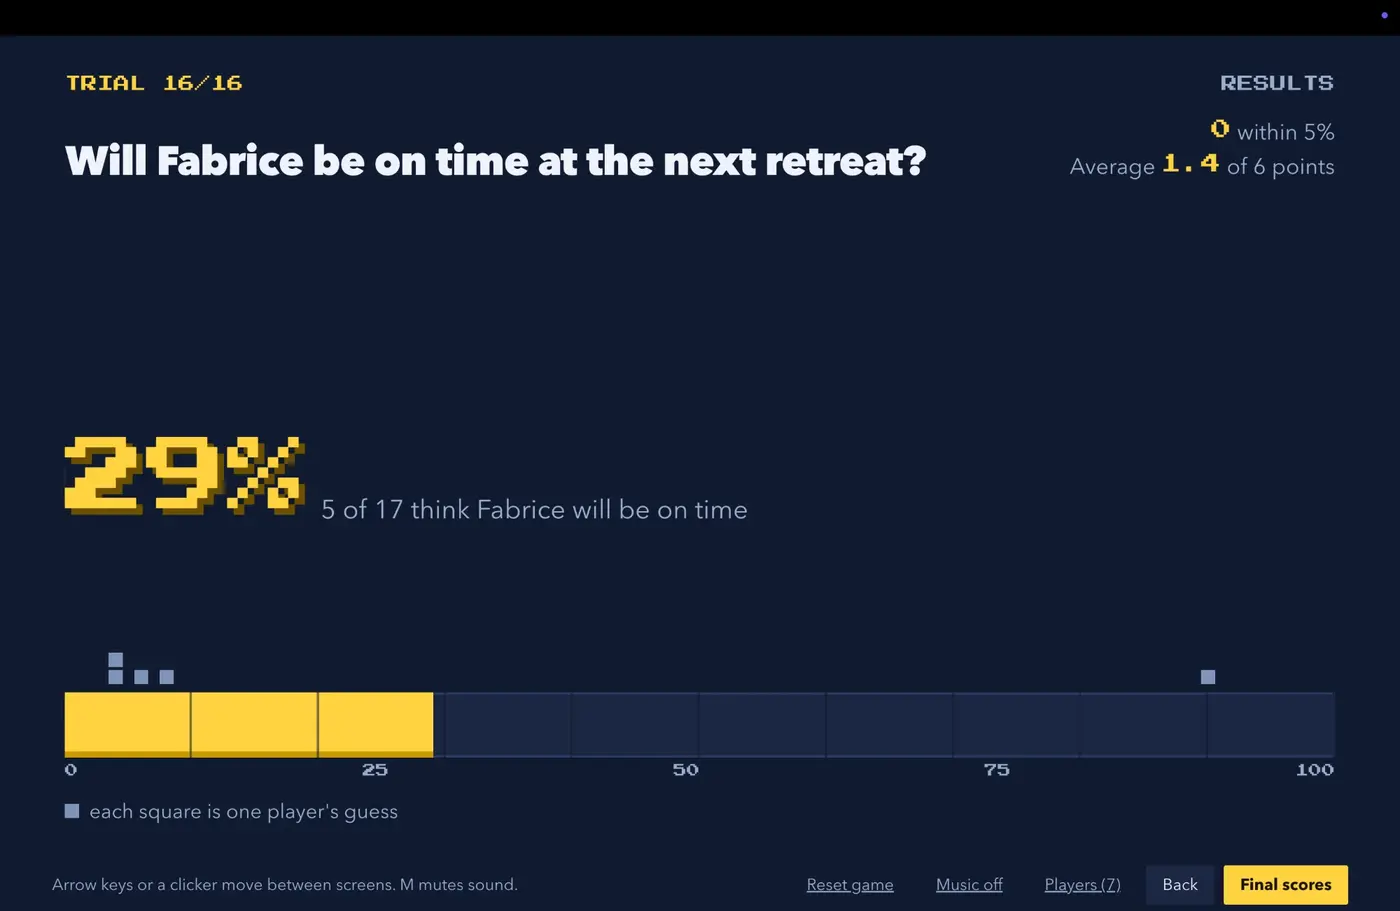 TRIAL 16/16
RESULTS
0 within 5%
Will Fabrice be on time at the next retreat?
Average 1.4 of 6 points
29% 5 of 17 think Fabrice will be on time
0 25 50 75 100
each square is one player's guess
Arrow keys or a clicker move between screens. M mutes sound.
Reset game
Music off
Players (7)
Back
Final scores